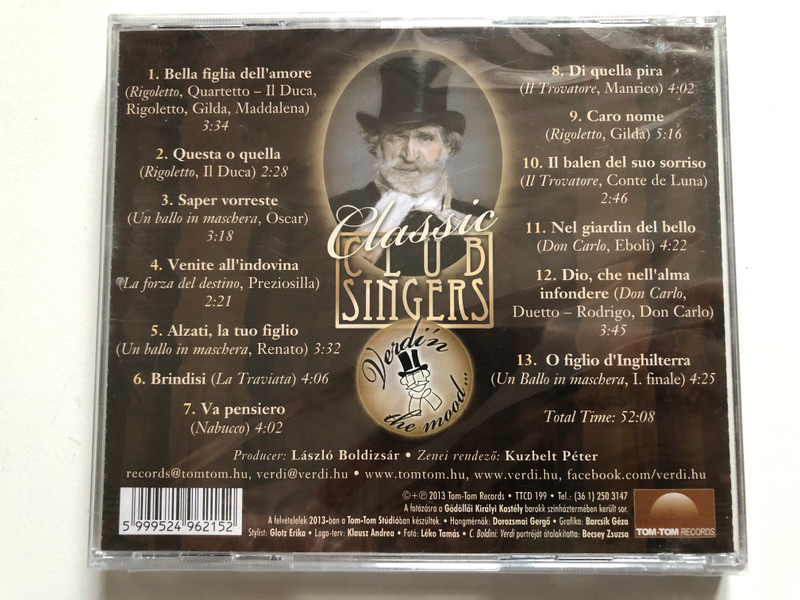 1. Bella figlia dell'amore
(Rigoletto, Quartetto – Il Duca,
Rigoletto, Gilda, Maddalena)
3:34
2. Questa o quella
(Rigoletto, Il Duca) 2:28
3. Saper vorreste
(Un ballo in maschera, Oscar)
3:18
4. Venite all'indovina
(La forza del destino, Preziosilla)
2:21
5. Alzati, la tuo figlio
(Un ballo in maschera, Renato) 3:32
6. Brindisi (La Traviata) 4:06
7. Va pensiero
(Nabucco) 4:02
Classic
CLUB
SINGERS
Verdi'n
the mood...
8. Di quella pira
(Il Trovatore, Manrico) 4:02
9. Caro nome
(Rigoletto, Gilda) 5:16
10. Il balen del suo sorriso
(Il Trovatore, Conte de Luna)
2:46
11. Nel giardin del bello
(Don Carlo, Eboli) 4:22
12. Dio, che nell'alma
infondere (Don Carlo,
Duetto – Rodrigo, Don Carlo)
3:45
13. O figlio d'Inghilterra
(Un Ballo in maschera, I. finale) 4:25
Total Time: 52:08
Producer: László Boldizsár • Zenei rendező: Kuzbelt Péter
records@tomtom.hu, verdi@verdi.hu • www.tomtom.hu, www.verdi.hu, facebook.com/verdi.hu
5 999524 962152
©+℗ 2013 Tom-Tom Records • TTCD 199 • Tel.: (36 1) 250 3147
A fotózásra a Gödöllői Királyi Kastély barokk színháztermében került sor.
A felvételelek 2013-ban a Tom-Tom Stúdióban készültek. • Hangmérnök: Dorozsmai Gergő • Grafika: Barcsik Géza
Stylist: Glotz Erika • Logo-terv: Klausz Andrea • Fotó: Léko Tamás • C. Boldini: Verdi portréját átalakította: Becsey Zsuzsa
TOM-TOM RECORDS